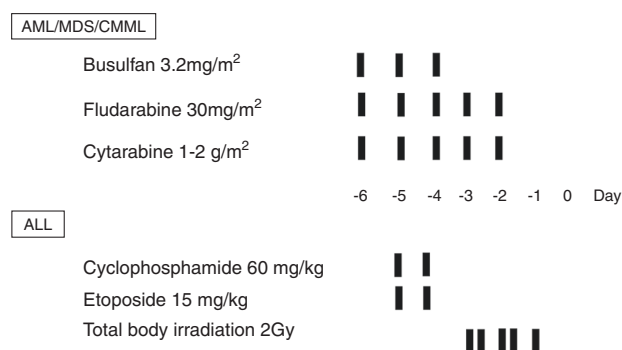 AML/MDS/CMML
Busulfan 3.2mg/m²
Fludarabine 30mg/m²
Cytarabine 1-2 g/m²
-6 -5 -4 -3 -2 -1 0 Day
ALL
Cyclophosphamide 60 mg/kg
Etoposide 15 mg/kg
Total body irradiation 2Gy